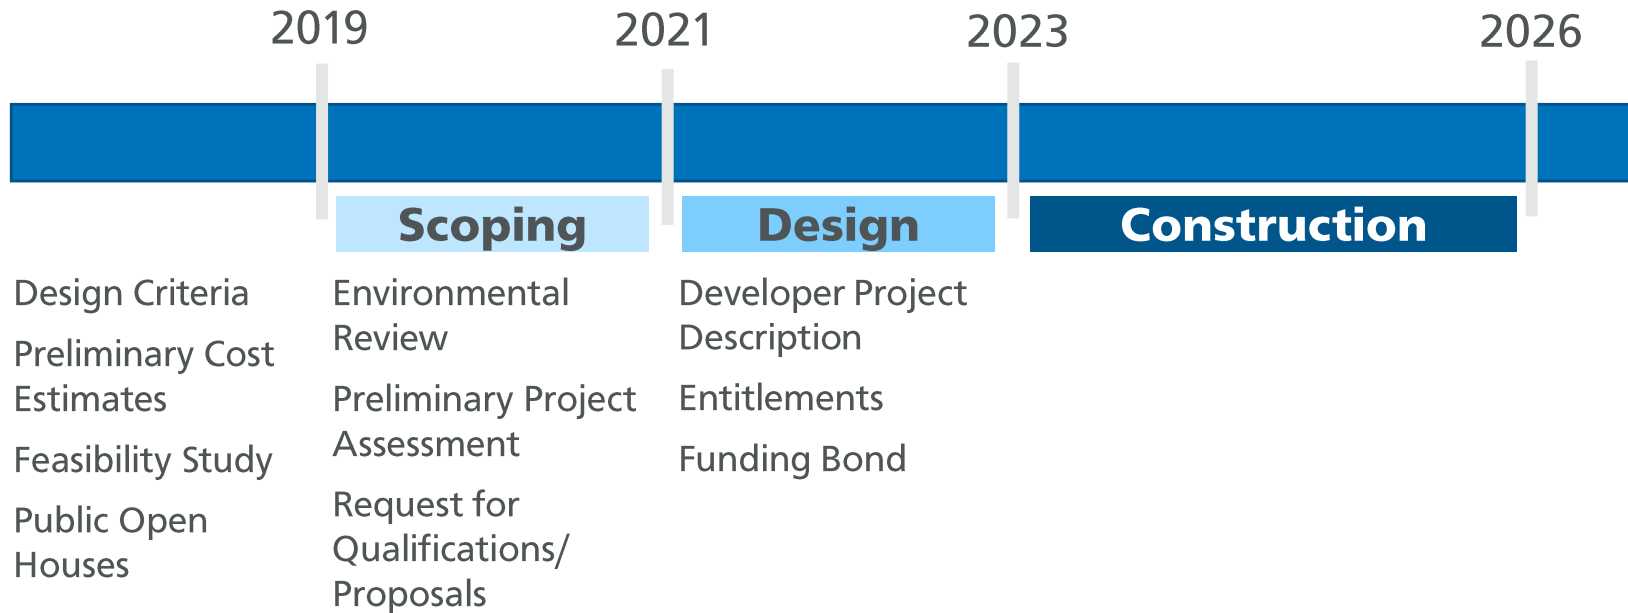 2019
2021
2023
2026
Scoping
Design
Construction
Design Criteria
Preliminary Cost
Estimates
Feasibility Study
Public Open
Houses
Environmental
Review
Preliminary Project
Assessment
Request for
Qualifications/
Proposals
Developer Project
Description
Entitlements
Funding Bond